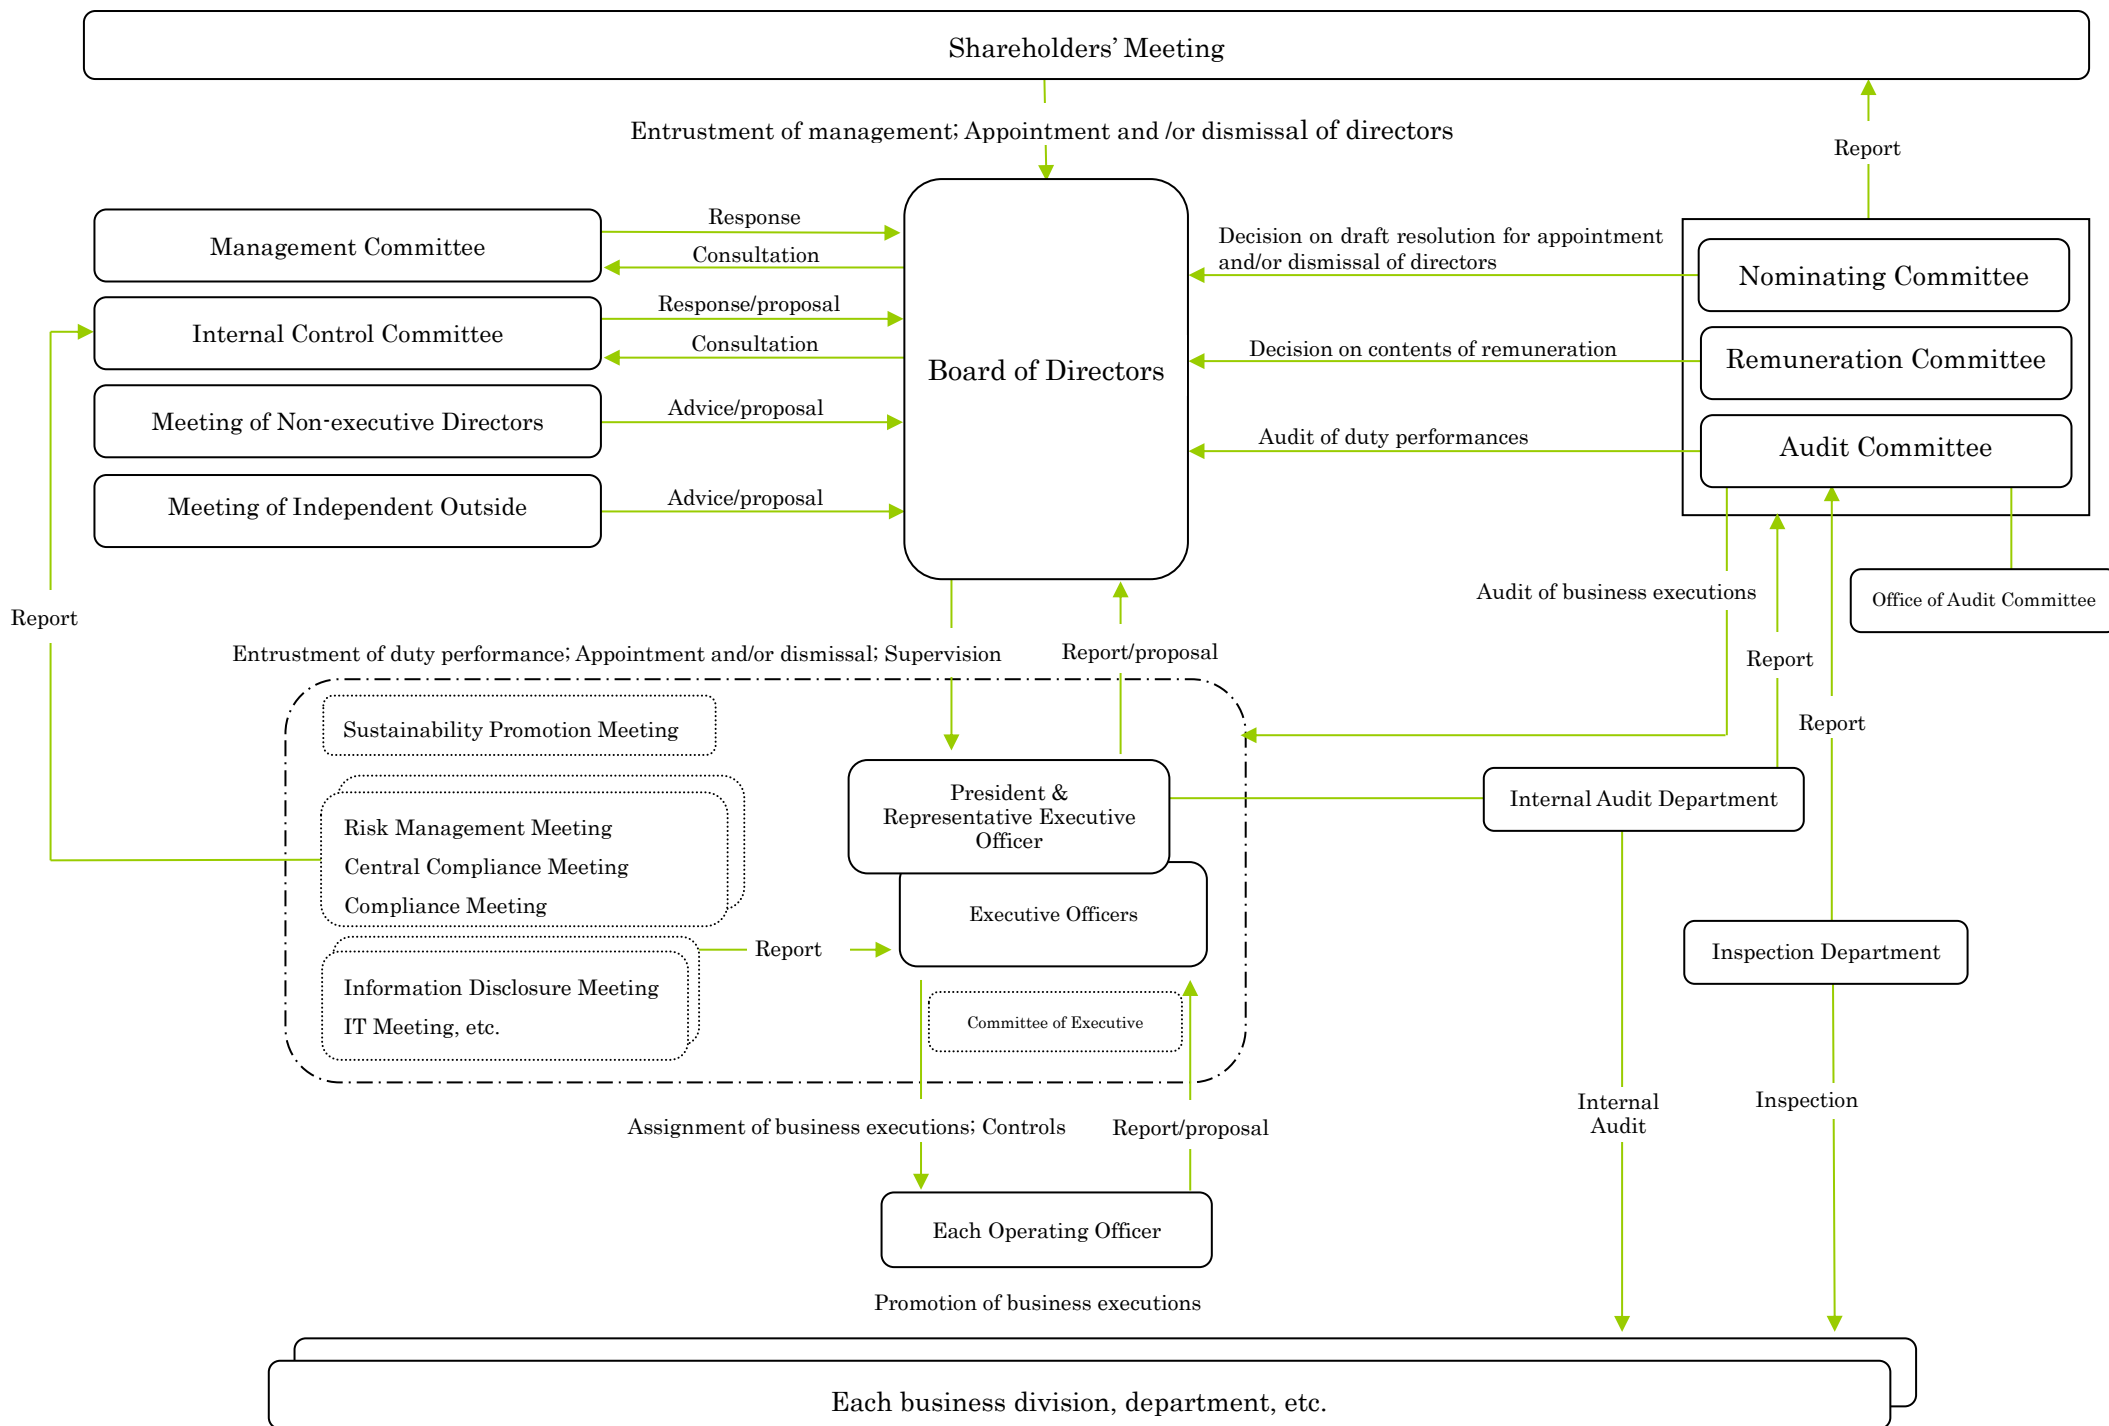 Shareholders’ Meeting
Entrustment of management; Appointment and /or dismissal of directors
Report
Management Committee
Response
Consultation
Internal Control Committee
Response/proposal
Consultation
Meeting of Non-executive Directors
Advice/proposal
Meeting of Independent Outside
Advice/proposal
Board of Directors
Decision on draft resolution for appointment
and/or dismissal of directors
Nominating Committee
Decision on contents of remuneration
Remuneration Committee
Audit of duty performances
Audit Committee
Report
Audit of business executions
Office of Audit Committee
Entrustment of duty performance; Appointment and/or dismissal; Supervision
Report/proposal
Report
Report
Sustainability Promotion Meeting
Risk Management Meeting
Central Compliance Meeting
Compliance Meeting
Information Disclosure Meeting
IT Meeting, etc.
Report
President &
Representative Executive
Officer
Executive Officers
Committee of Executive
Internal Audit Department
Inspection Department
Internal
Audit
Inspection
Assignment of business executions; Controls
Report/proposal
Each Operating Officer
Promotion of business executions
Each business division, department, etc.